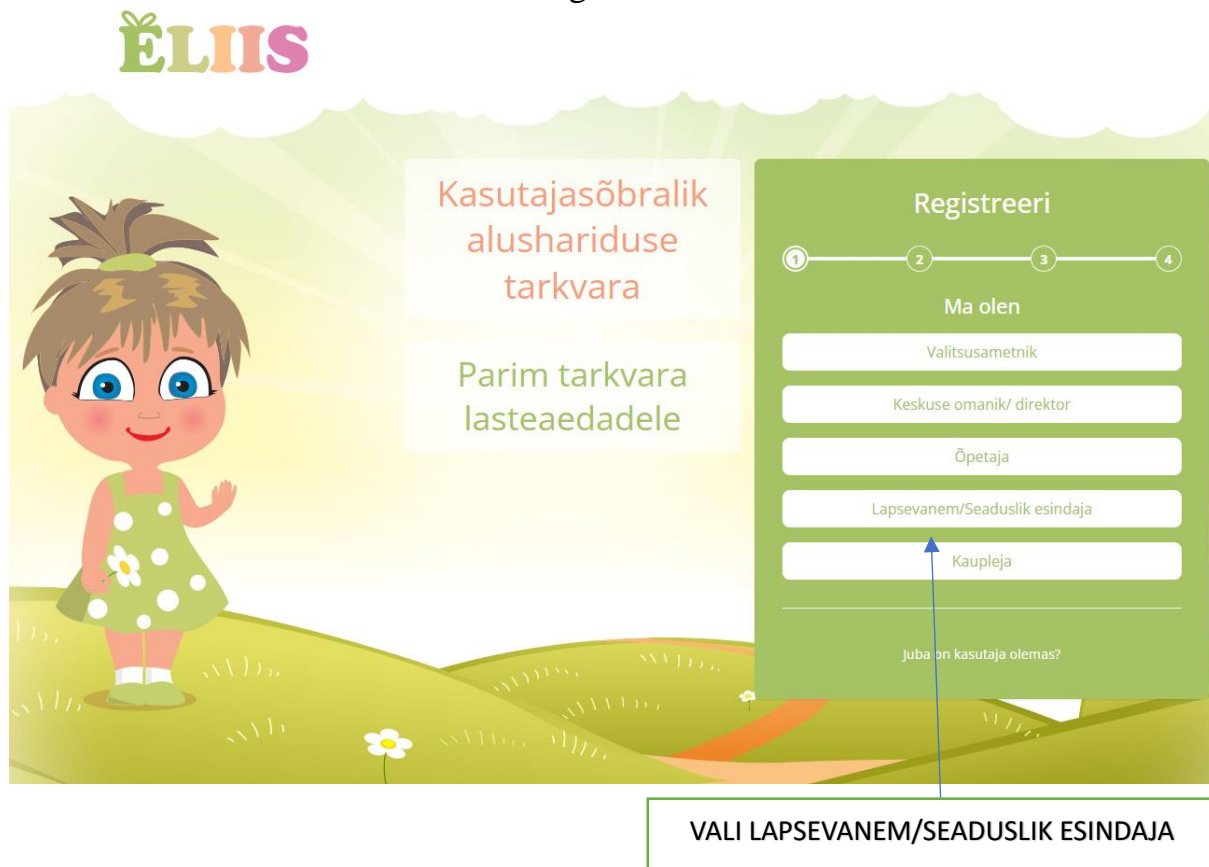 ELIIS
Kasutajasõbralik
alushariduse
tarkvara
Parim tarkvara
lasteaedadele
Registreeri
1 2 3 4
Ma olen
Valitsusametnik
Keskuse omanik/ direktor
Õpetaja
Lapsevanem/Seaduslik esindaja
Kaupleja
Juba on kasutaja olemas?
VALI LAPSEVANEM/SEADUSLIK ESINDAJA